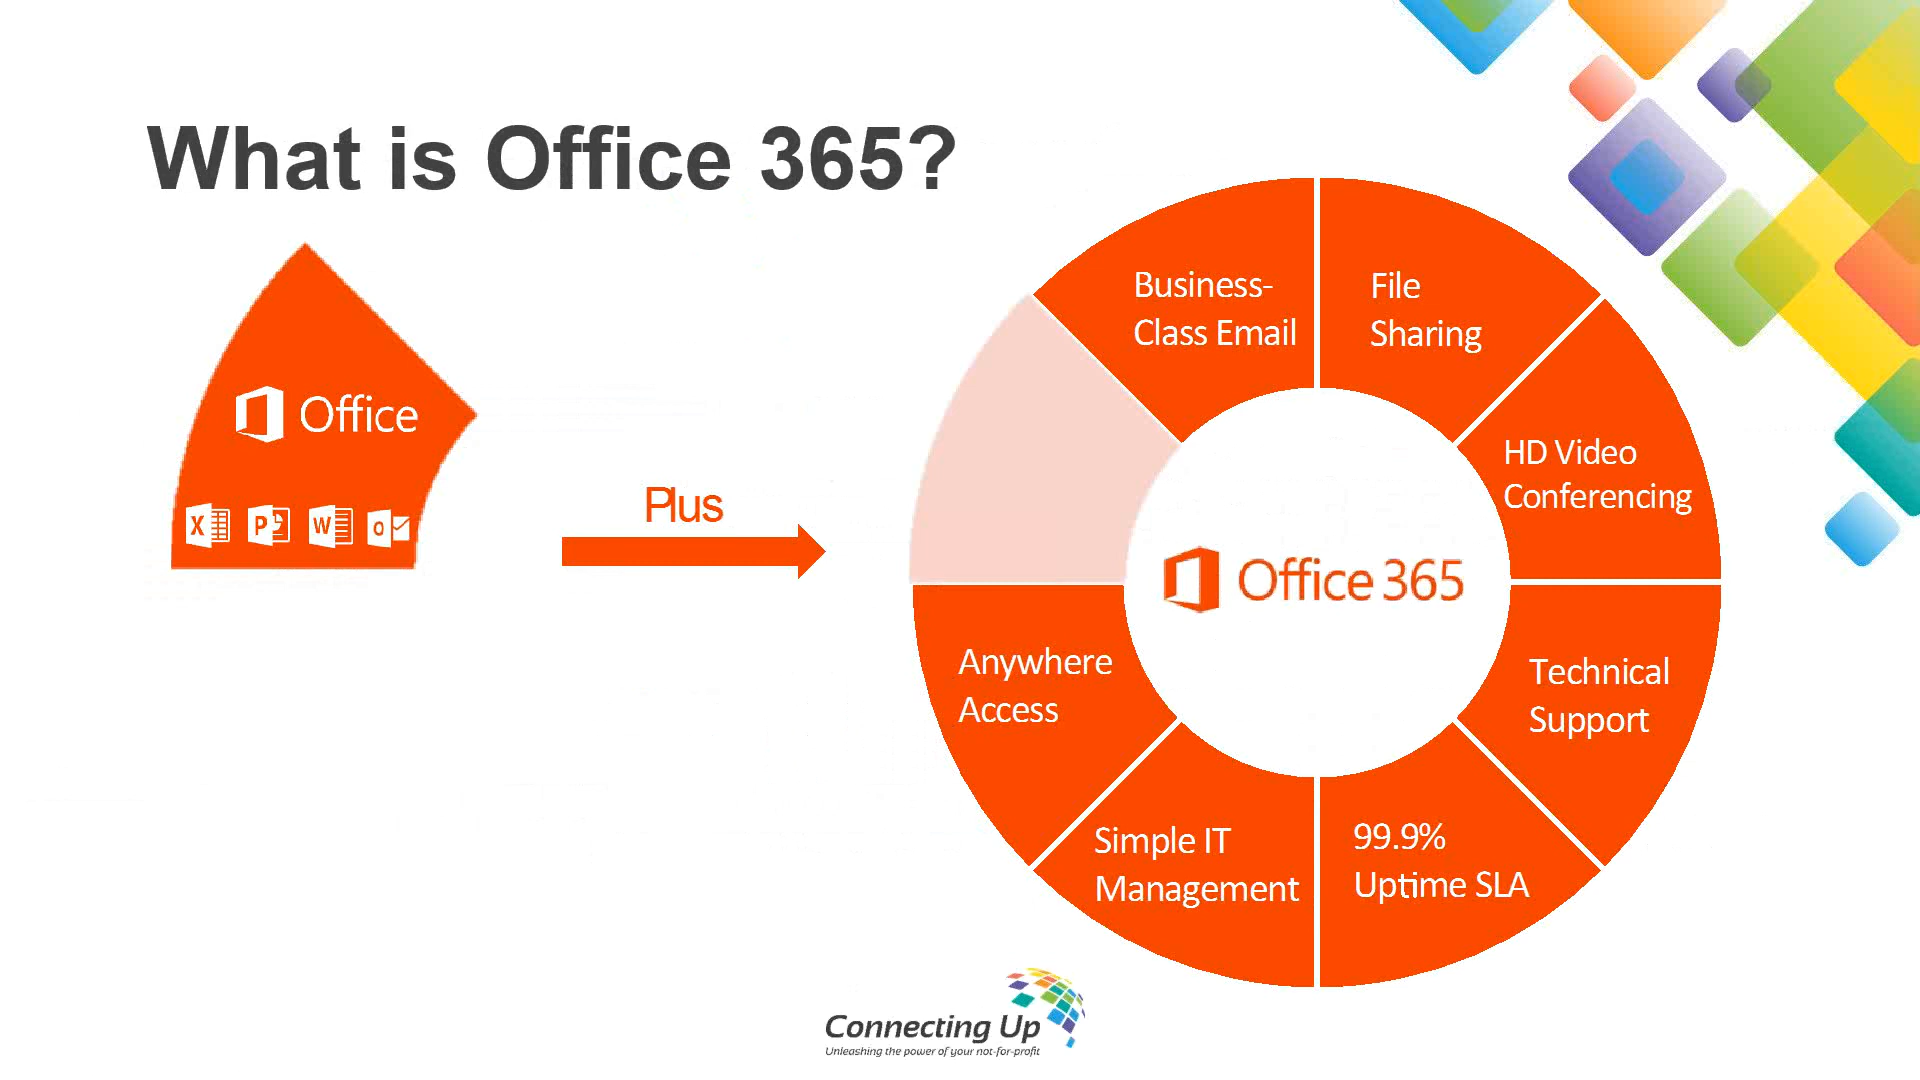 What is Office 365?
Office
X P W O
Plus
Business-
Class Email
File
Sharing
HD Video
Conferencing
Office 365
Anywhere
Access
Technical
Support
Simple IT
Management
99.9%
Uptime SLA
Connecting Up
Unleashing the power of your not-for-profit